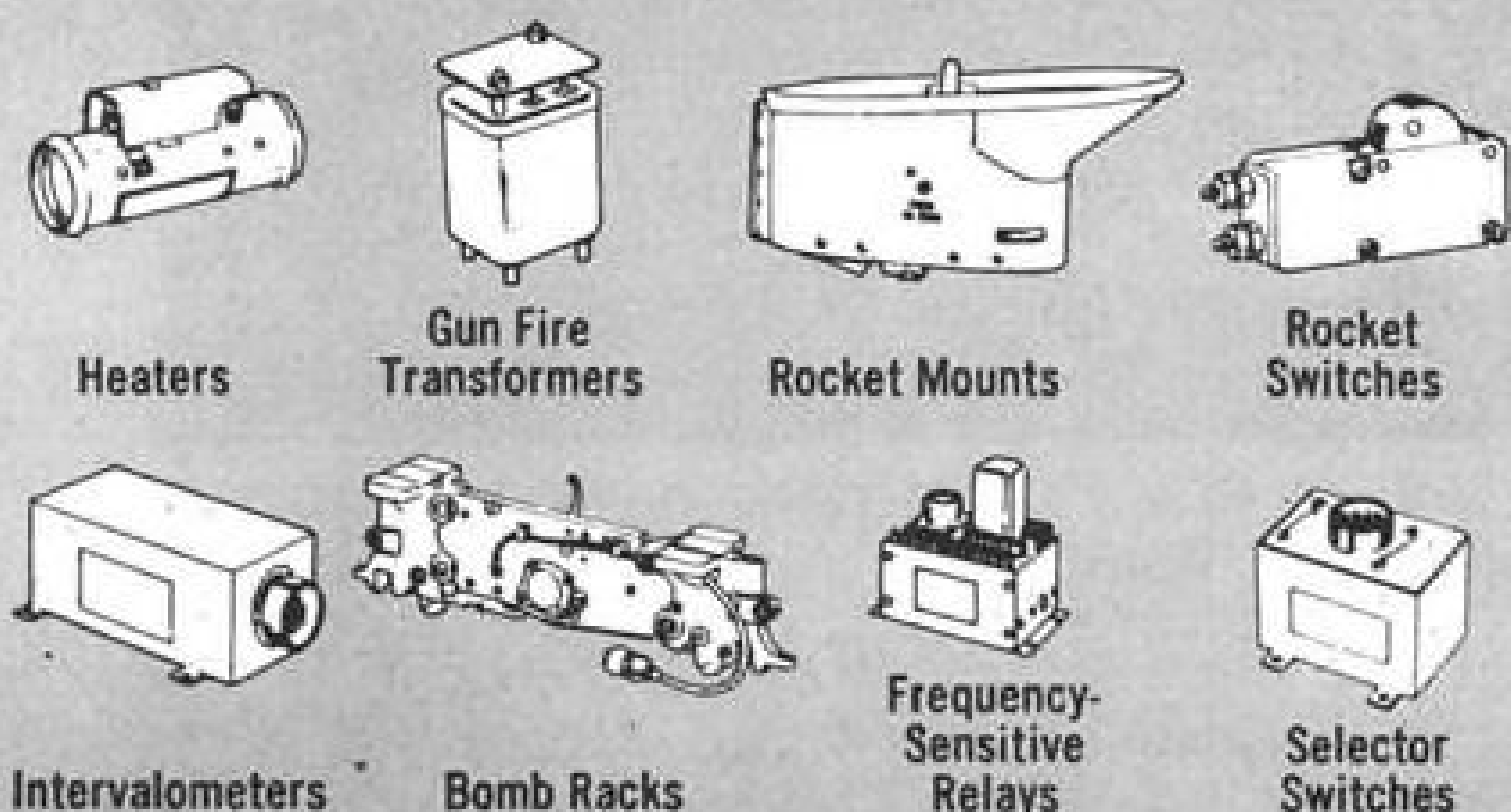 Heaters
Gun Fire
Transformers
Rocket Mounts
Rocket
Switches
Intervalometers
Bomb Racks
Frequency-
Sensitive
Relays
Selector
Switches